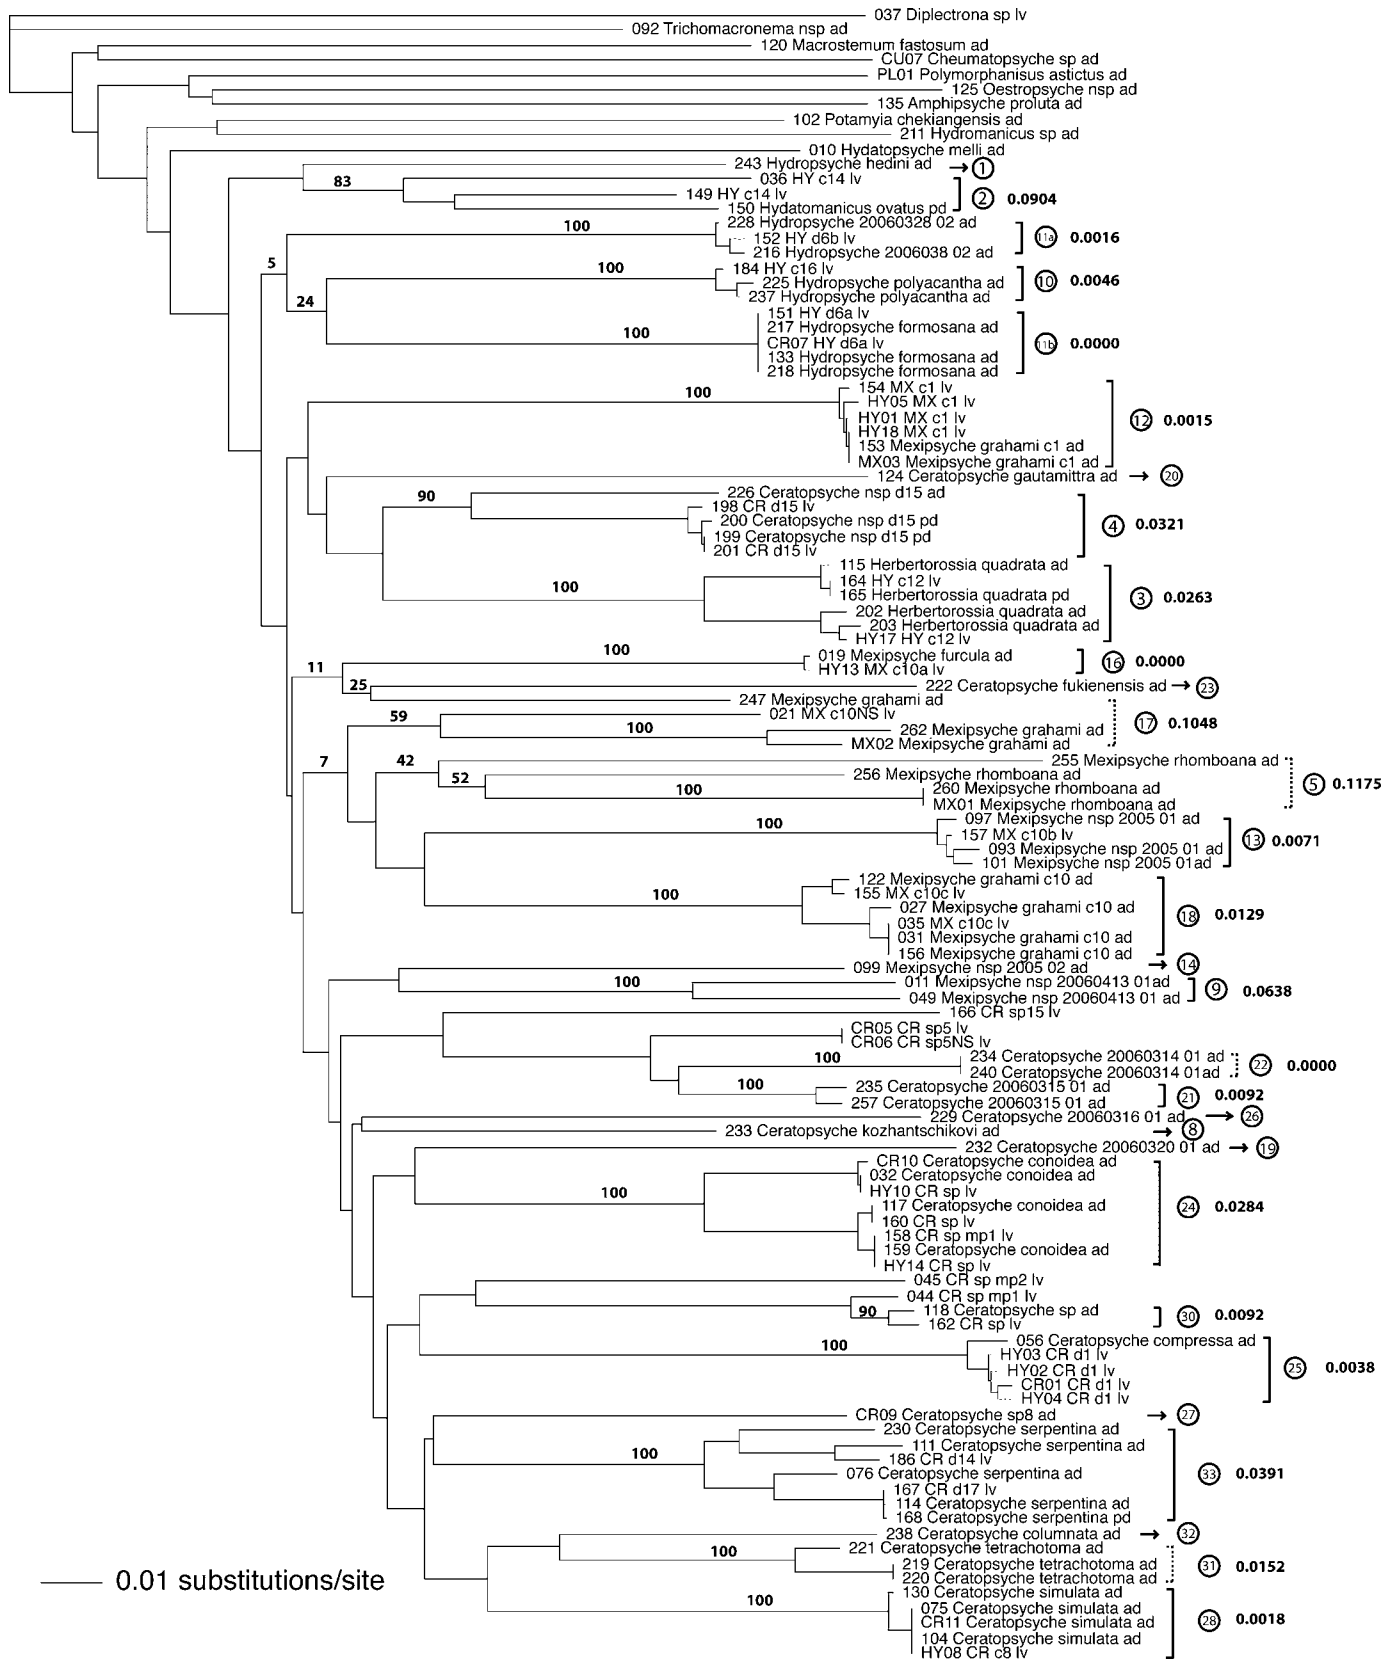 037 Diplectrona sp lv
092 Trichomacronema nsp ad
120 Macrostemum fastosum ad
CU07 Cheumatopsyche sp ad
PL01 Polymorphanisus astictus ad
125 Oestropsyche nsp ad
135 Amphipsyche proluta ad
102 Potamyia chekiangensis ad
211 Hydromanicus sp ad
010 Hydatopsyche melli ad
243 Hydropsyche hedini ad → 1
83 036 HY c14 lv
149 HY c14 lv 2 0.0904
150 Hydatomanicus ovatus pd
228 Hydropsyche 20060328 02 ad
100 152 HY d6b lv 11a 0.0016
216 Hydropsyche 2006038 02 ad
5
100 184 HY c16 lv
225 Hydropsyche polyacantha ad 10 0.0046
237 Hydropsyche polyacantha ad
24
151 HY d6a lv
217 Hydropsyche formosana ad
100 CR07 HY d6a lv 11b 0.0000
133 Hydropsyche formosana ad
218 Hydropsyche formosana ad
100 154 MX c1 lv
HY05 MX c1 lv
HY01 MX c1 lv 12 0.0015
HY18 MX c1 lv
153 Mexipsyche grahami c1 ad
MX03 Mexipsyche grahami c1 ad
124 Ceratopsyche gautamittra ad → 20
90 226 Ceratopsyche nsp d15 ad
198 CR d15 lv
200 Ceratopsyche nsp d15 pd 4 0.0321
199 Ceratopsyche nsp d15 pd
201 CR d15 lv
115 Herbertorossia quadrata ad
100 164 HY c12 lv
165 Herbertorossia quadrata pd 3 0.0263
202 Herbertorossia quadrata ad
203 Herbertorossia quadrata ad
HY17 HY c12 lv
11 100 019 Mexipsyche furcula ad 16 0.0000
HY13 MX c10a lv
25 222 Ceratopsyche fukienensis ad → 23
247 Mexipsyche grahami ad
59 021 MX c10NS lv 17 0.1048
100 262 Mexipsyche grahami ad
MX02 Mexipsyche grahami ad
7 42 255 Mexipsyche rhomboana ad
52 256 Mexipsyche rhomboana ad 5 0.1175
100 260 Mexipsyche rhomboana ad
MX01 Mexipsyche rhomboana ad
100 097 Mexipsyche nsp 2005 01 ad
157 MX c10b lv 13 0.0071
093 Mexipsyche nsp 2005 01 ad
101 Mexipsyche nsp 2005 01ad
122 Mexipsyche grahami c10 ad
100 155 MX c10c lv
027 Mexipsyche grahami c10 ad 18 0.0129
035 MX c10c lv
031 Mexipsyche grahami c10 ad
156 Mexipsyche grahami c10 ad
099 Mexipsyche nsp 2005 02 ad → 14
100 011 Mexipsyche nsp 20060413 01ad 9 0.0638
049 Mexipsyche nsp 20060413 01 ad
166 CR sp15 lv
CR05 CR sp5 lv
CR06 CR sp5NS lv
100 234 Ceratopsyche 20060314 01 ad 22 0.0000
240 Ceratopsyche 20060314 01ad
100 235 Ceratopsyche 20060315 01 ad 21 0.0092
257 Ceratopsyche 20060315 01 ad
229 Ceratopsyche 20060316 01 ad → 26
233 Ceratopsyche kozhantschikovi ad → 8
232 Ceratopsyche 20060320 01 ad → 19
CR10 Ceratopsyche conoidea ad
032 Ceratopsyche conoidea ad
100 HY10 CR sp lv
117 Ceratopsyche conoidea ad 24 0.0284
160 CR sp lv
158 CR sp mp1 lv
159 Ceratopsyche conoidea ad
HY14 CR sp lv
045 CR sp mp2 lv
044 CR sp mp1 lv
90 118 Ceratopsyche sp ad 30 0.0092
162 CR sp lv
100 056 Ceratopsyche compressa ad
HY03 CR d1 lv
HY02 CR d1 lv 25 0.0038
CR01 CR d1 lv
HY04 CR d1 lv
CR09 Ceratopsyche sp8 ad → 27
230 Ceratopsyche serpentina ad
100 111 Ceratopsyche serpentina ad
186 CR d14 lv
076 Ceratopsyche serpentina ad 33 0.0391
167 CR d17 lv
114 Ceratopsyche serpentina ad
168 Ceratopsyche serpentina pd
238 Ceratopsyche columnata ad → 32
100 221 Ceratopsyche tetrachotoma ad
219 Ceratopsyche tetrachotoma ad 31 0.0152
220 Ceratopsyche tetrachotoma ad
0.01 substitutions/site
100 130 Ceratopsyche simulata ad
075 Ceratopsyche simulata ad
CR11 Ceratopsyche simulata ad 28 0.0018
104 Ceratopsyche simulata ad
HY08 CR c8 lv